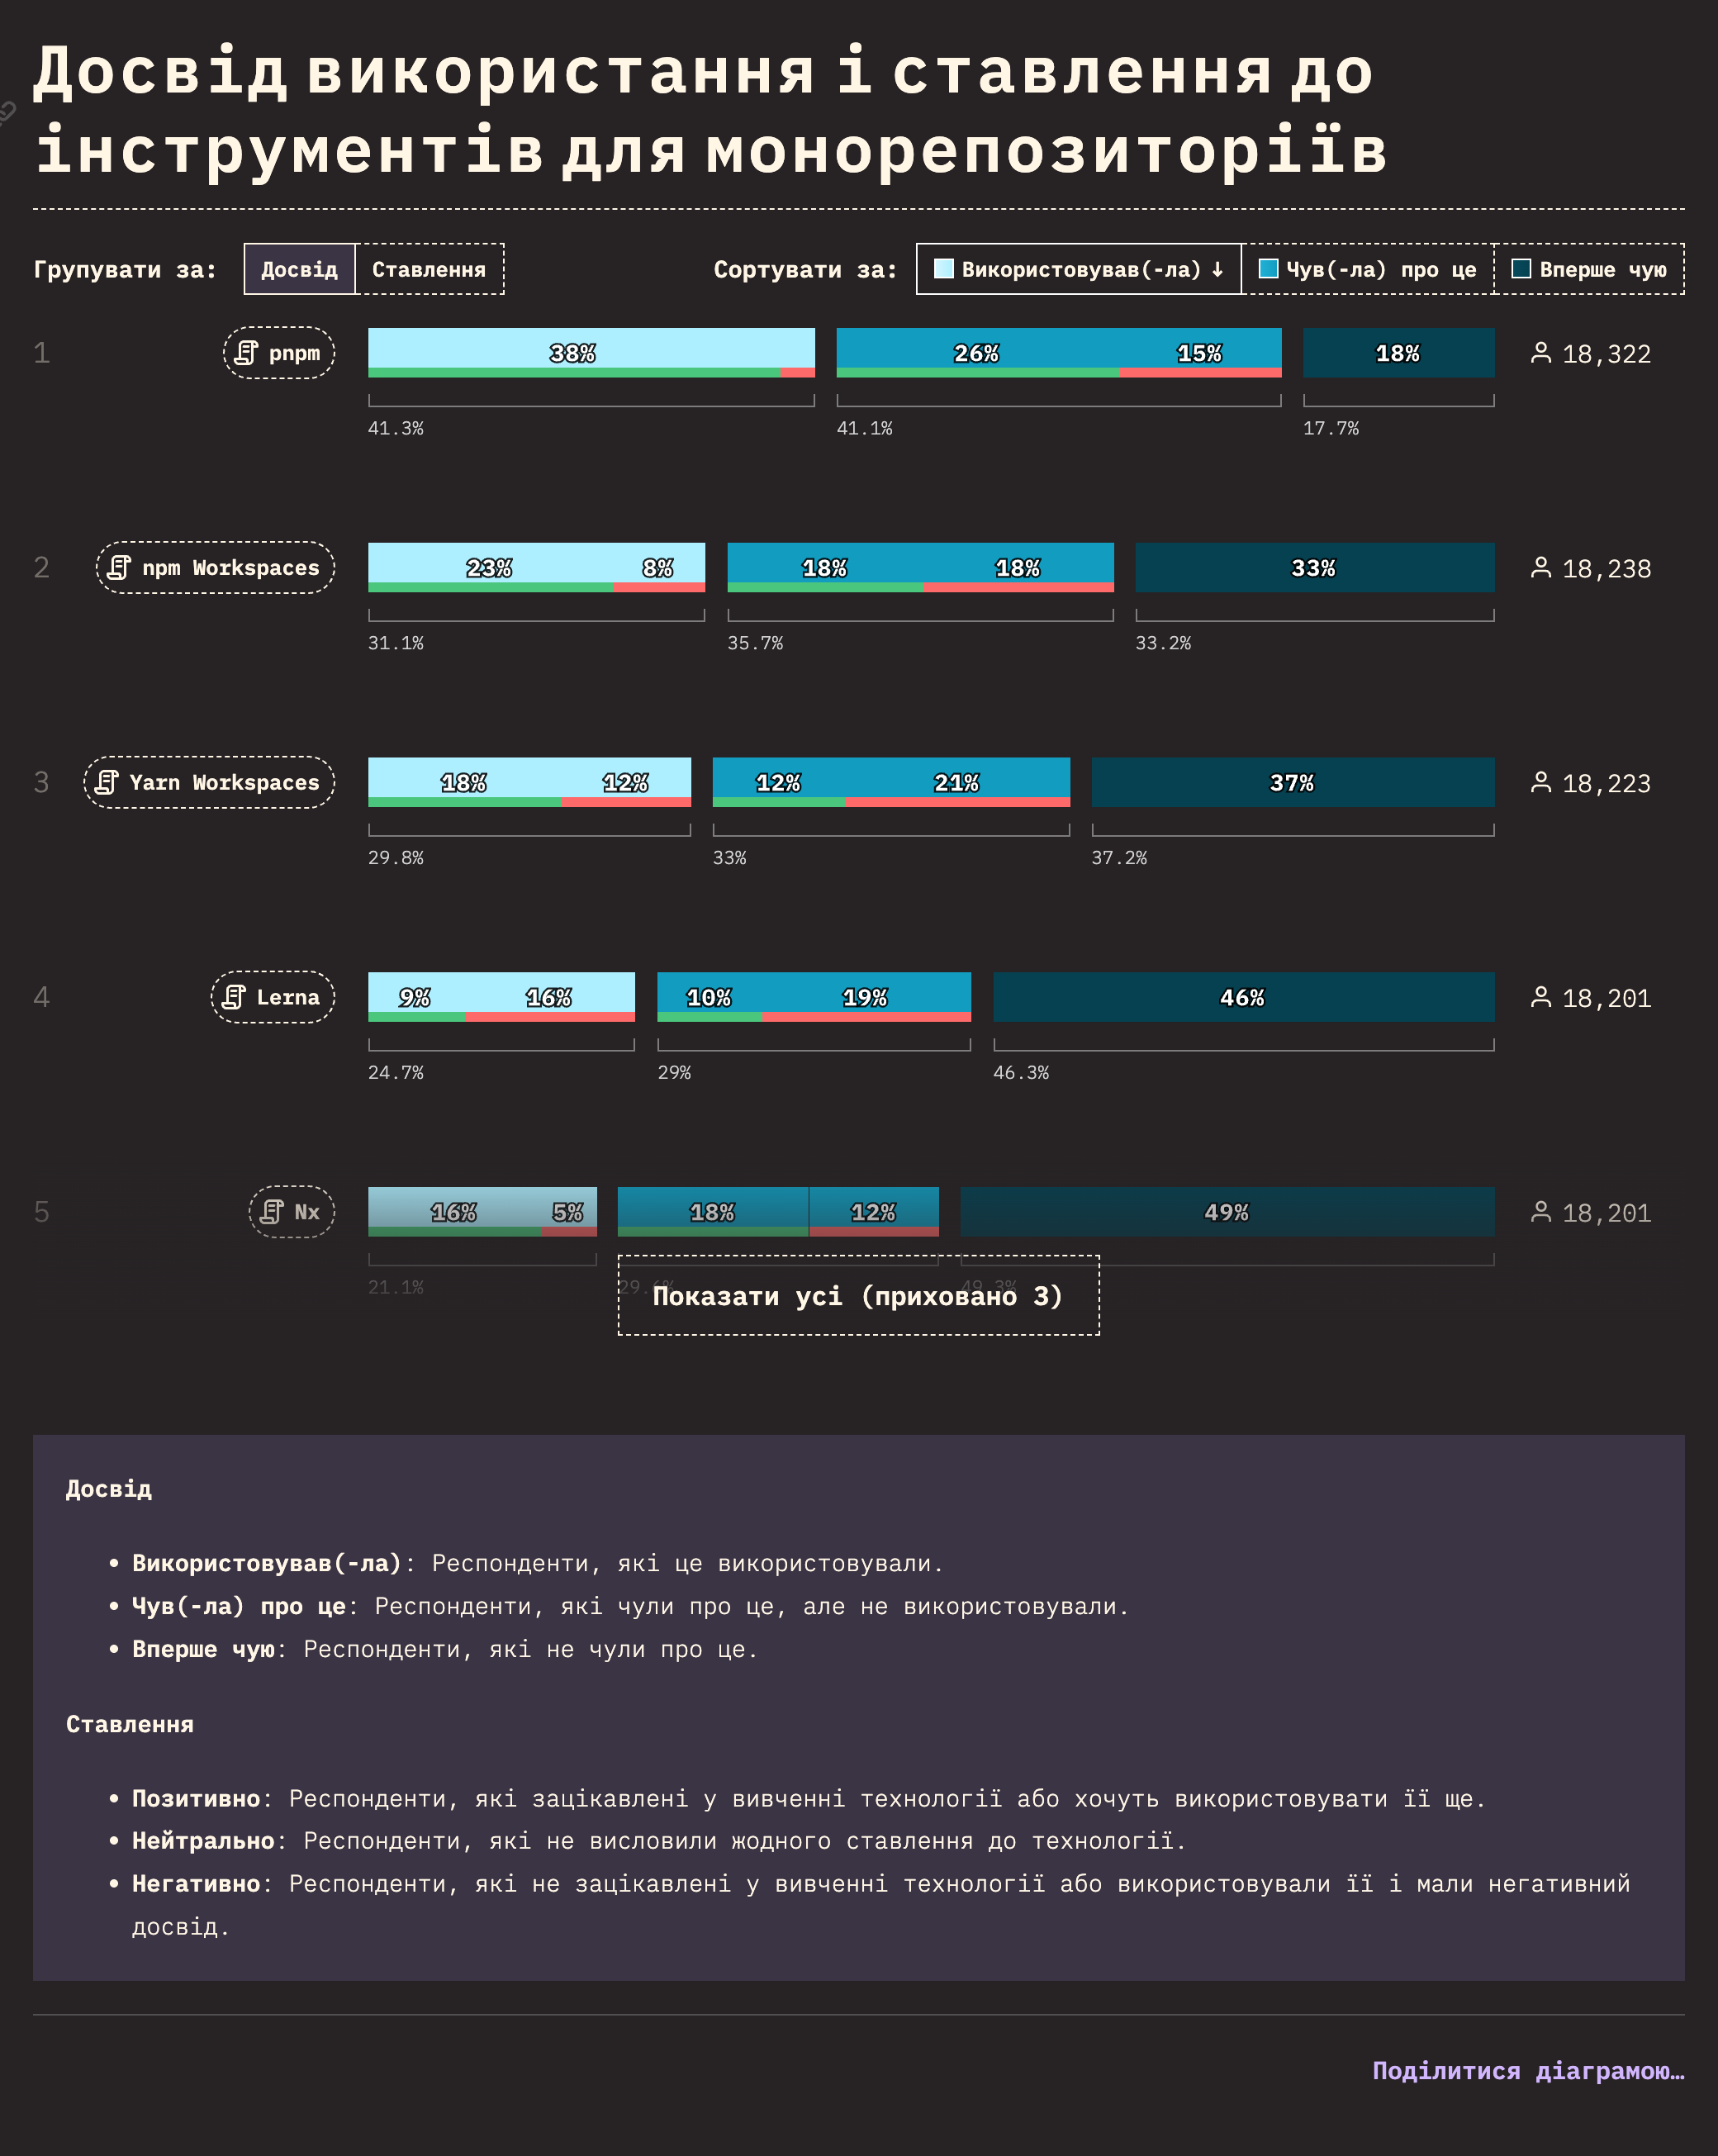 Досвід використання і ставлення до
інструментів для монорепозиторіїв
Групувати за: Досвід Ставлення Сортувати за: Використовував(-ла) ↓ Чув(-ла) про це Вперше чую
1 pnpm 38% 26% 15% 18% 18,322
41.3% 41.1% 17.7%
2 npm Workspaces 23% 8% 18% 18% 33% 18,238
31.1% 35.7% 33.2%
3 Yarn Workspaces 18% 12% 12% 21% 37% 18,223
29.8% 33% 37.2%
4 Lerna 9% 16% 10% 19% 46% 18,201
24.7% 29% 46.3%
5 Nx 16% 5% 18% 12% 49% 18,201
21.1% 29.6% 49.3%
Показати усі (приховано 3)
Досвід
• Використовував(-ла): Респонденти, які це використовували.
• Чув(-ла) про це: Респонденти, які чули про це, але не використовували.
• Вперше чую: Респонденти, які не чули про це.
Ставлення
• Позитивно: Респонденти, які зацікавлені у вивченні технології або хочуть використовувати її ще.
• Нейтрально: Респонденти, які не висловили жодного ставлення до технології.
• Негативно: Респонденти, які не зацікавлені у вивченні технології або використовували її і мали негативний
досвід.
Поділитися діаграмою…